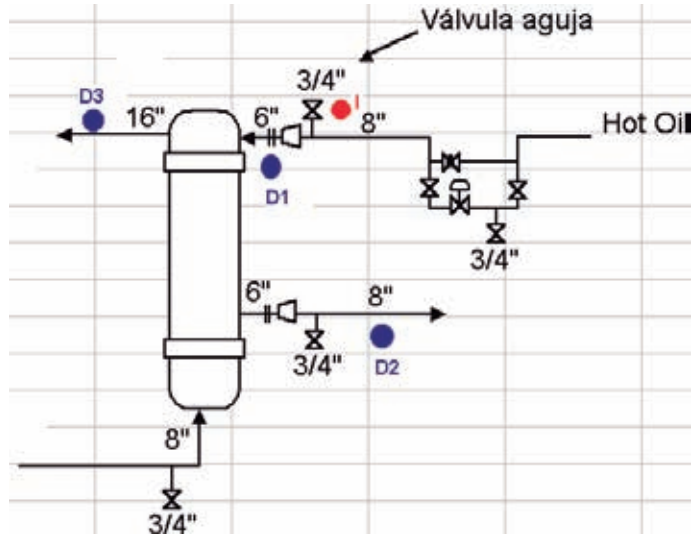 Válvula aguja
3/4"
I
D3
16"
6"
8"
Hot Oil
D1
3/4"
6"
8"
3/4"
D2
8"
3/4"